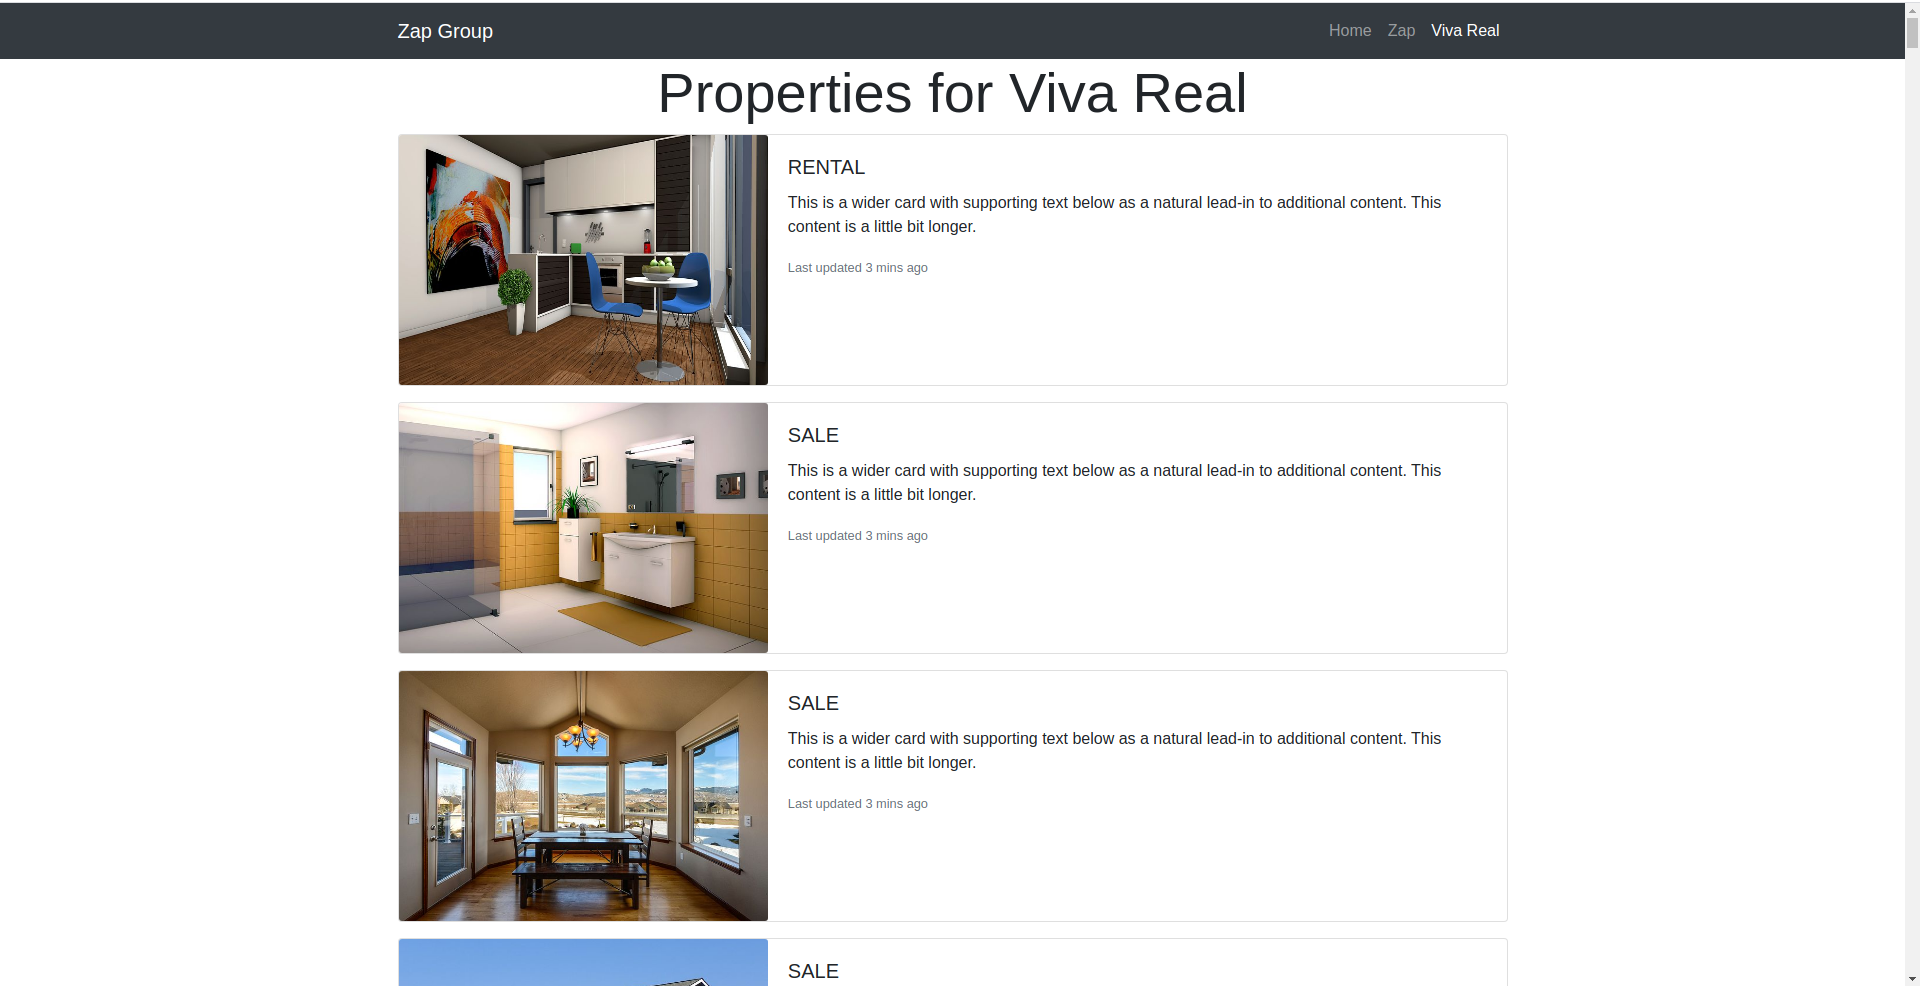 Zap Group
Home Zap Viva Real
Properties for Viva Real
RENTAL
This is a wider card with supporting text below as a natural lead-in to additional content. This
content is a little bit longer.
Last updated 3 mins ago
SALE
This is a wider card with supporting text below as a natural lead-in to additional content. This
content is a little bit longer.
Last updated 3 mins ago
SALE
This is a wider card with supporting text below as a natural lead-in to additional content. This
content is a little bit longer.
Last updated 3 mins ago
SALE